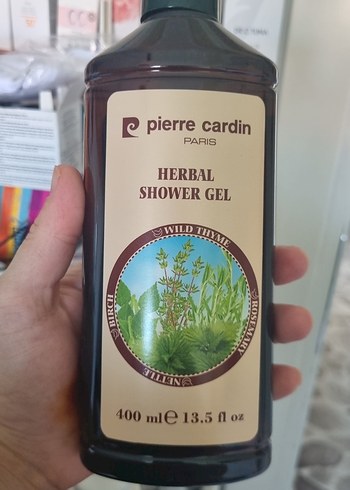 pierre cardin
PARIS
HERBAL
SHOWER GEL
WILD THYME
BIRCH
ROSEMARY
NETTLE
400 ml e 13.5 fl oz